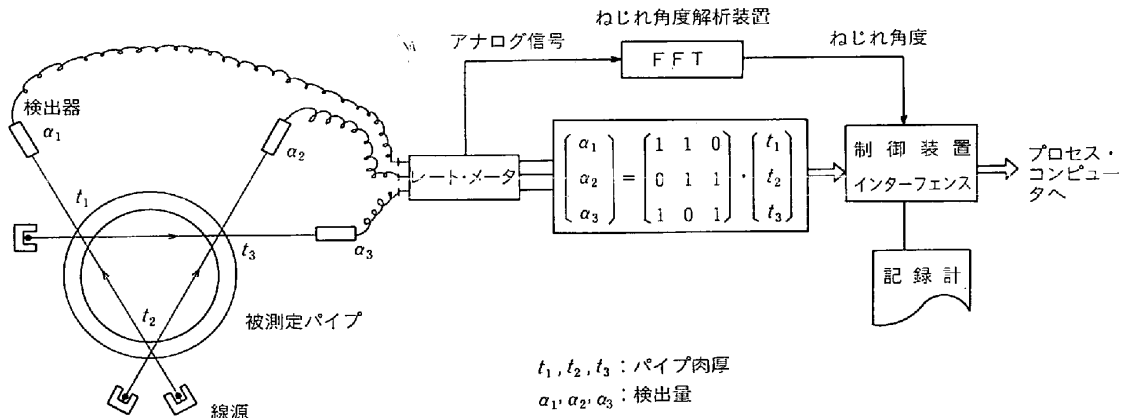 ねじれ角度解析装置
アナログ信号
FFT
ねじれ角度
検出器
α1
α2
α3
t1
t2
t3
レート・メータ
α1 1 1 0 t1
α2 = 0 1 1 · t2
α3 1 0 1 t3
制御装置
インターフェンス
プロセス・
コンピュー
タへ
記録計
被測定パイプ
線源
t1, t2, t3：パイプ肉厚
α1, α2, α3：検出量